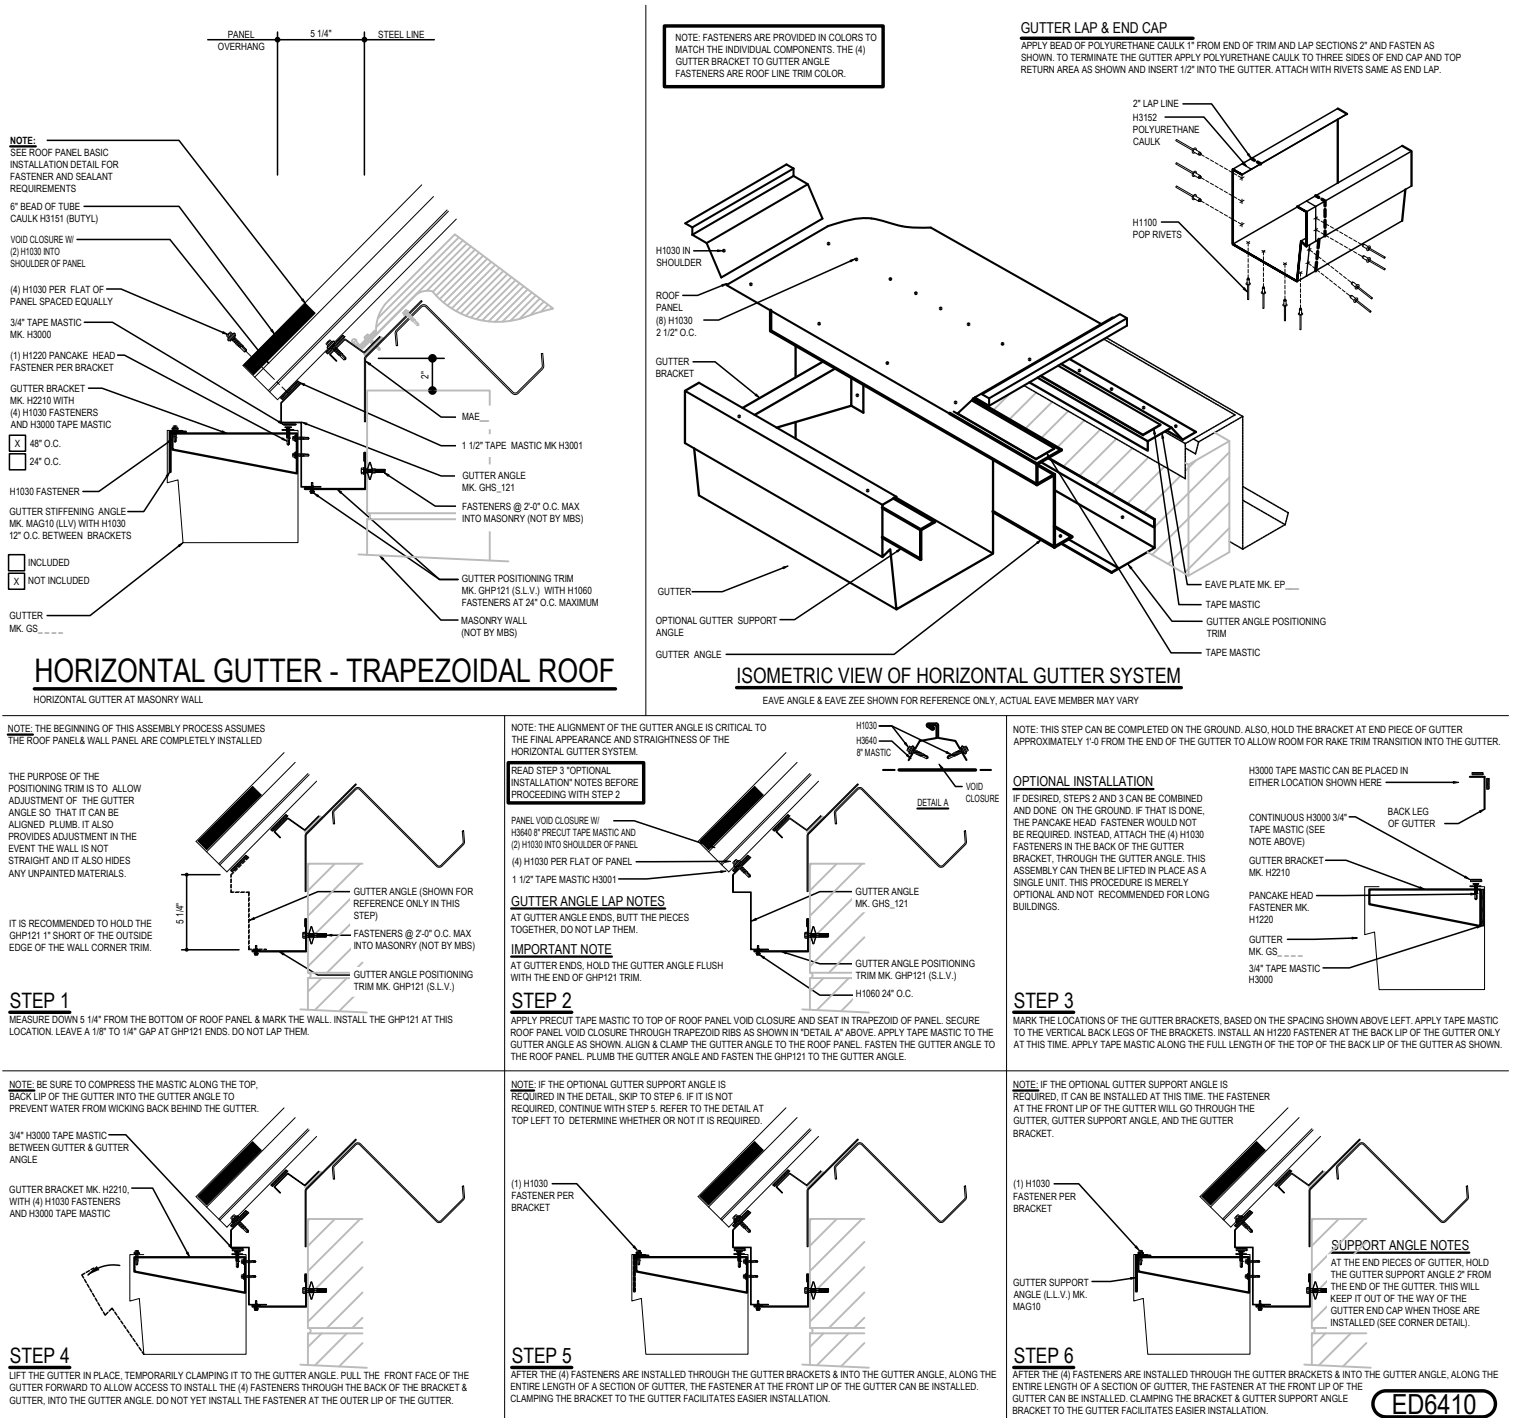 PANEL
OVERHANG
5 1/4"
STEEL LINE
NOTE:
SEE ROOF PANEL BASIC
INSTALLATION DETAIL FOR
FASTENER AND SEALANT
REQUIREMENTS
6" BEAD OF TUBE
CAULK H3151 (BUTYL)
VOID CLOSURE W/
(2) H1030 INTO
SHOULDER OF PANEL
(4) H1030 PER FLAT OF
PANEL SPACED EQUALLY
3/4" TAPE MASTIC
MK. H3000
(1) H1220 PANCAKE HEAD
FASTENER PER BRACKET
GUTTER BRACKET
MK. H2210 WITH
(4) H1030 FASTENERS
AND H3000 TAPE MASTIC
X 48" O.C.
24" O.C.
H1030 FASTENER
GUTTER STIFFENING ANGLE
MK. MAG10 (LLV) WITH H1030
12" O.C. BETWEEN BRACKETS
INCLUDED
X NOT INCLUDED
GUTTER
MK. GS_ _ _ _
2"
MAE__
1 1/2" TAPE MASTIC MK H3001
GUTTER ANGLE
MK. GHS_121
FASTENERS @ 2'-0" O.C. MAX
INTO MASONRY (NOT BY MBS)
GUTTER POSITIONING TRIM
MK. GHP121 (S.L.V.) WITH H1060
FASTENERS AT 24" O.C. MAXIMUM
MASONRY WALL
(NOT BY MBS)
HORIZONTAL GUTTER - TRAPEZOIDAL ROOF
HORIZONTAL GUTTER AT MASONRY WALL
NOTE: FASTENERS ARE PROVIDED IN COLORS TO
MATCH THE INDIVIDUAL COMPONENTS. THE (4)
GUTTER BRACKET TO GUTTER ANGLE
FASTENERS ARE ROOF LINE TRIM COLOR.
GUTTER LAP & END CAP
APPLY BEAD OF POLYURETHANE CAULK 1" FROM END OF TRIM AND LAP SECTIONS 2" AND FASTEN AS
SHOWN. TO TERMINATE THE GUTTER APPLY POLYURETHANE CAULK TO THREE SIDES OF END CAP AND TOP
RETURN AREA AS SHOWN AND INSERT 1/2" INTO THE GUTTER. ATTACH WITH RIVETS SAME AS END LAP.
2" LAP LINE
H3152
POLYURETHANE
CAULK
H1100
POP RIVETS
H1030 IN
SHOULDER
ROOF
PANEL
(8) H1030
2 1/2" O.C.
GUTTER
BRACKET
GUTTER
OPTIONAL GUTTER SUPPORT
ANGLE
GUTTER ANGLE
EAVE PLATE MK. EP___
TAPE MASTIC
GUTTER ANGLE POSITIONING
TRIM
TAPE MASTIC
ISOMETRIC VIEW OF HORIZONTAL GUTTER SYSTEM
EAVE ANGLE & EAVE ZEE SHOWN FOR REFERENCE ONLY, ACTUAL EAVE MEMBER MAY VARY
NOTE: THE BEGINNING OF THIS ASSEMBLY PROCESS ASSUMES
THE ROOF PANEL& WALL PANEL ARE COMPLETELY INSTALLED
THE PURPOSE OF THE
POSITIONING TRIM IS TO ALLOW
ADJUSTMENT OF THE GUTTER
ANGLE SO THAT IT CAN BE
ALIGNED PLUMB. IT ALSO
PROVIDES ADJUSTMENT IN THE
EVENT THE WALL IS NOT
STRAIGHT AND IT ALSO HIDES
ANY UNPAINTED MATERIALS.
IT IS RECOMMENDED TO HOLD THE
GHP121 1" SHORT OF THE OUTSIDE
EDGE OF THE WALL CORNER TRIM.
5 1/4"
GUTTER ANGLE (SHOWN FOR
REFERENCE ONLY IN THIS
STEP)
FASTENERS @ 2'-0" O.C. MAX
INTO MASONRY (NOT BY MBS)
GUTTER ANGLE POSITIONING
TRIM MK. GHP121 (S.L.V.)
STEP 1
MEASURE DOWN 5 1/4" FROM THE BOTTOM OF ROOF PANEL & MARK THE WALL. INSTALL THE GHP121 AT THIS
LOCATION. LEAVE A 1/8" TO 1/4" GAP AT GHP121 ENDS. DO NOT LAP THEM.
NOTE: THE ALIGNMENT OF THE GUTTER ANGLE IS CRITICAL TO
THE FINAL APPEARANCE AND STRAIGHTNESS OF THE
HORIZONTAL GUTTER SYSTEM.
READ STEP 3 "OPTIONAL
INSTALLATION" NOTES BEFORE
PROCEEDING WITH STEP 2
H1030
H3640
8" MASTIC
VOID
CLOSURE
DETAIL A
PANEL VOID CLOSURE W/
H3640 8" PRECUT TAPE MASTIC AND
(2) H1030 INTO SHOULDER OF PANEL
(4) H1030 PER FLAT OF PANEL
1 1/2" TAPE MASTIC H3001
GUTTER ANGLE LAP NOTES
AT GUTTER ANGLE ENDS, BUTT THE PIECES
TOGETHER, DO NOT LAP THEM.
IMPORTANT NOTE
AT GUTTER ENDS, HOLD THE GUTTER ANGLE FLUSH
WITH THE END OF GHP121 TRIM.
GUTTER ANGLE
MK. GHS_121
GUTTER ANGLE POSITIONING
TRIM MK. GHP121 (S.L.V.)
H1060 24" O.C.
STEP 2
APPLY PRECUT TAPE MASTIC TO TOP OF ROOF PANEL VOID CLOSURE AND SEAT IN TRAPEZOID OF PANEL. SECURE
ROOF PANEL VOID CLOSURE THROUGH TRAPEZOID RIBS AS SHOWN IN "DETAIL A" ABOVE. APPLY TAPE MASTIC TO THE
GUTTER ANGLE AS SHOWN. ALIGN & CLAMP THE GUTTER ANGLE TO THE ROOF PANEL. FASTEN THE GUTTER ANGLE TO
THE ROOF PANEL. PLUMB THE GUTTER ANGLE AND FASTEN THE GHP121 TO THE GUTTER ANGLE.
NOTE: THIS STEP CAN BE COMPLETED ON THE GROUND. ALSO, HOLD THE BRACKET AT END PIECE OF GUTTER
APPROXIMATELY 1'-0 FROM THE END OF THE GUTTER TO ALLOW ROOM FOR RAKE TRIM TRANSITION INTO THE GUTTER.
OPTIONAL INSTALLATION
IF DESIRED, STEPS 2 AND 3 CAN BE COMBINED
AND DONE ON THE GROUND. IF THAT IS DONE,
THE PANCAKE HEAD FASTENER WOULD NOT
BE REQUIRED. INSTEAD, ATTACH THE (4) H1030
FASTENERS IN THE BACK OF THE GUTTER
BRACKET, THROUGH THE GUTTER ANGLE. THIS
ASSEMBLY CAN THEN BE LIFTED IN PLACE AS A
SINGLE UNIT. THIS PROCEDURE IS MERELY
OPTIONAL AND NOT RECOMMENDED FOR LONG
BUILDINGS.
H3000 TAPE MASTIC CAN BE PLACED IN
EITHER LOCATION SHOWN HERE
BACK LEG
OF GUTTER
CONTINUOUS H3000 3/4"
TAPE MASTIC (SEE
NOTE ABOVE)
GUTTER BRACKET
MK. H2210
PANCAKE HEAD
FASTENER MK.
H1220
GUTTER
MK. GS_ _ _ _
3/4" TAPE MASTIC
H3000
STEP 3
MARK THE LOCATIONS OF THE GUTTER BRACKETS, BASED ON THE SPACING SHOWN ABOVE LEFT. APPLY TAPE MASTIC
TO THE VERTICAL BACK LEGS OF THE BRACKETS. INSTALL AN H1220 FASTENER AT THE BACK LIP OF THE GUTTER ONLY
AT THIS TIME. APPLY TAPE MASTIC ALONG THE FULL LENGTH OF THE TOP OF THE BACK LIP OF THE GUTTER AS SHOWN.
NOTE: BE SURE TO COMPRESS THE MASTIC ALONG THE TOP,
BACK LIP OF THE GUTTER INTO THE GUTTER ANGLE TO
PREVENT WATER FROM WICKING BACK BEHIND THE GUTTER.
3/4" H3000 TAPE MASTIC
BETWEEN GUTTER & GUTTER
ANGLE
GUTTER BRACKET MK. H2210,
WITH (4) H1030 FASTENERS
AND H3000 TAPE MASTIC
STEP 4
LIFT THE GUTTER IN PLACE, TEMPORARILY CLAMPING IT TO THE GUTTER ANGLE. PULL THE FRONT FACE OF THE
GUTTER FORWARD TO ALLOW ACCESS TO INSTALL THE (4) FASTENERS THROUGH THE BACK OF THE BRACKET &
GUTTER, INTO THE GUTTER ANGLE. DO NOT YET INSTALL THE FASTENER AT THE OUTER LIP OF THE GUTTER.
NOTE: IF THE OPTIONAL GUTTER SUPPORT ANGLE IS
REQUIRED IN THE DETAIL, SKIP TO STEP 6. IF IT IS NOT
REQUIRED, CONTINUE WITH STEP 5. REFER TO THE DETAIL AT
TOP LEFT TO DETERMINE WHETHER OR NOT IT IS REQUIRED.
(1) H1030
FASTENER PER
BRACKET
STEP 5
AFTER THE (4) FASTENERS ARE INSTALLED THROUGH THE GUTTER BRACKETS & INTO THE GUTTER ANGLE, ALONG THE
ENTIRE LENGTH OF A SECTION OF GUTTER, THE FASTENER AT THE FRONT LIP OF THE GUTTER CAN BE INSTALLED.
CLAMPING THE BRACKET TO THE GUTTER FACILITATES EASIER INSTALLATION.
NOTE: IF THE OPTIONAL GUTTER SUPPORT ANGLE IS
REQUIRED, IT CAN BE INSTALLED AT THIS TIME. THE FASTENER
AT THE FRONT LIP OF THE GUTTER WILL GO THROUGH THE
GUTTER, GUTTER SUPPORT ANGLE, AND THE GUTTER
BRACKET.
(1) H1030
FASTENER PER
BRACKET
GUTTER SUPPORT
ANGLE (L.L.V.) MK.
MAG10
SUPPORT ANGLE NOTES
AT THE END PIECES OF GUTTER, HOLD
THE GUTTER SUPPORT ANGLE 2" FROM
THE END OF THE GUTTER. THIS WILL
KEEP IT OUT OF THE WAY OF THE
GUTTER END CAP WHEN THOSE ARE
INSTALLED (SEE CORNER DETAIL).
STEP 6
AFTER THE (4) FASTENERS ARE INSTALLED THROUGH THE GUTTER BRACKETS & INTO THE GUTTER ANGLE, ALONG THE
ENTIRE LENGTH OF A SECTION OF GUTTER, THE FASTENER AT THE FRONT LIP OF THE
GUTTER CAN BE INSTALLED. CLAMPING THE BRACKET & GUTTER SUPPORT ANGLE
BRACKET TO THE GUTTER FACILITATES EASIER INSTALLATION.
ED6410